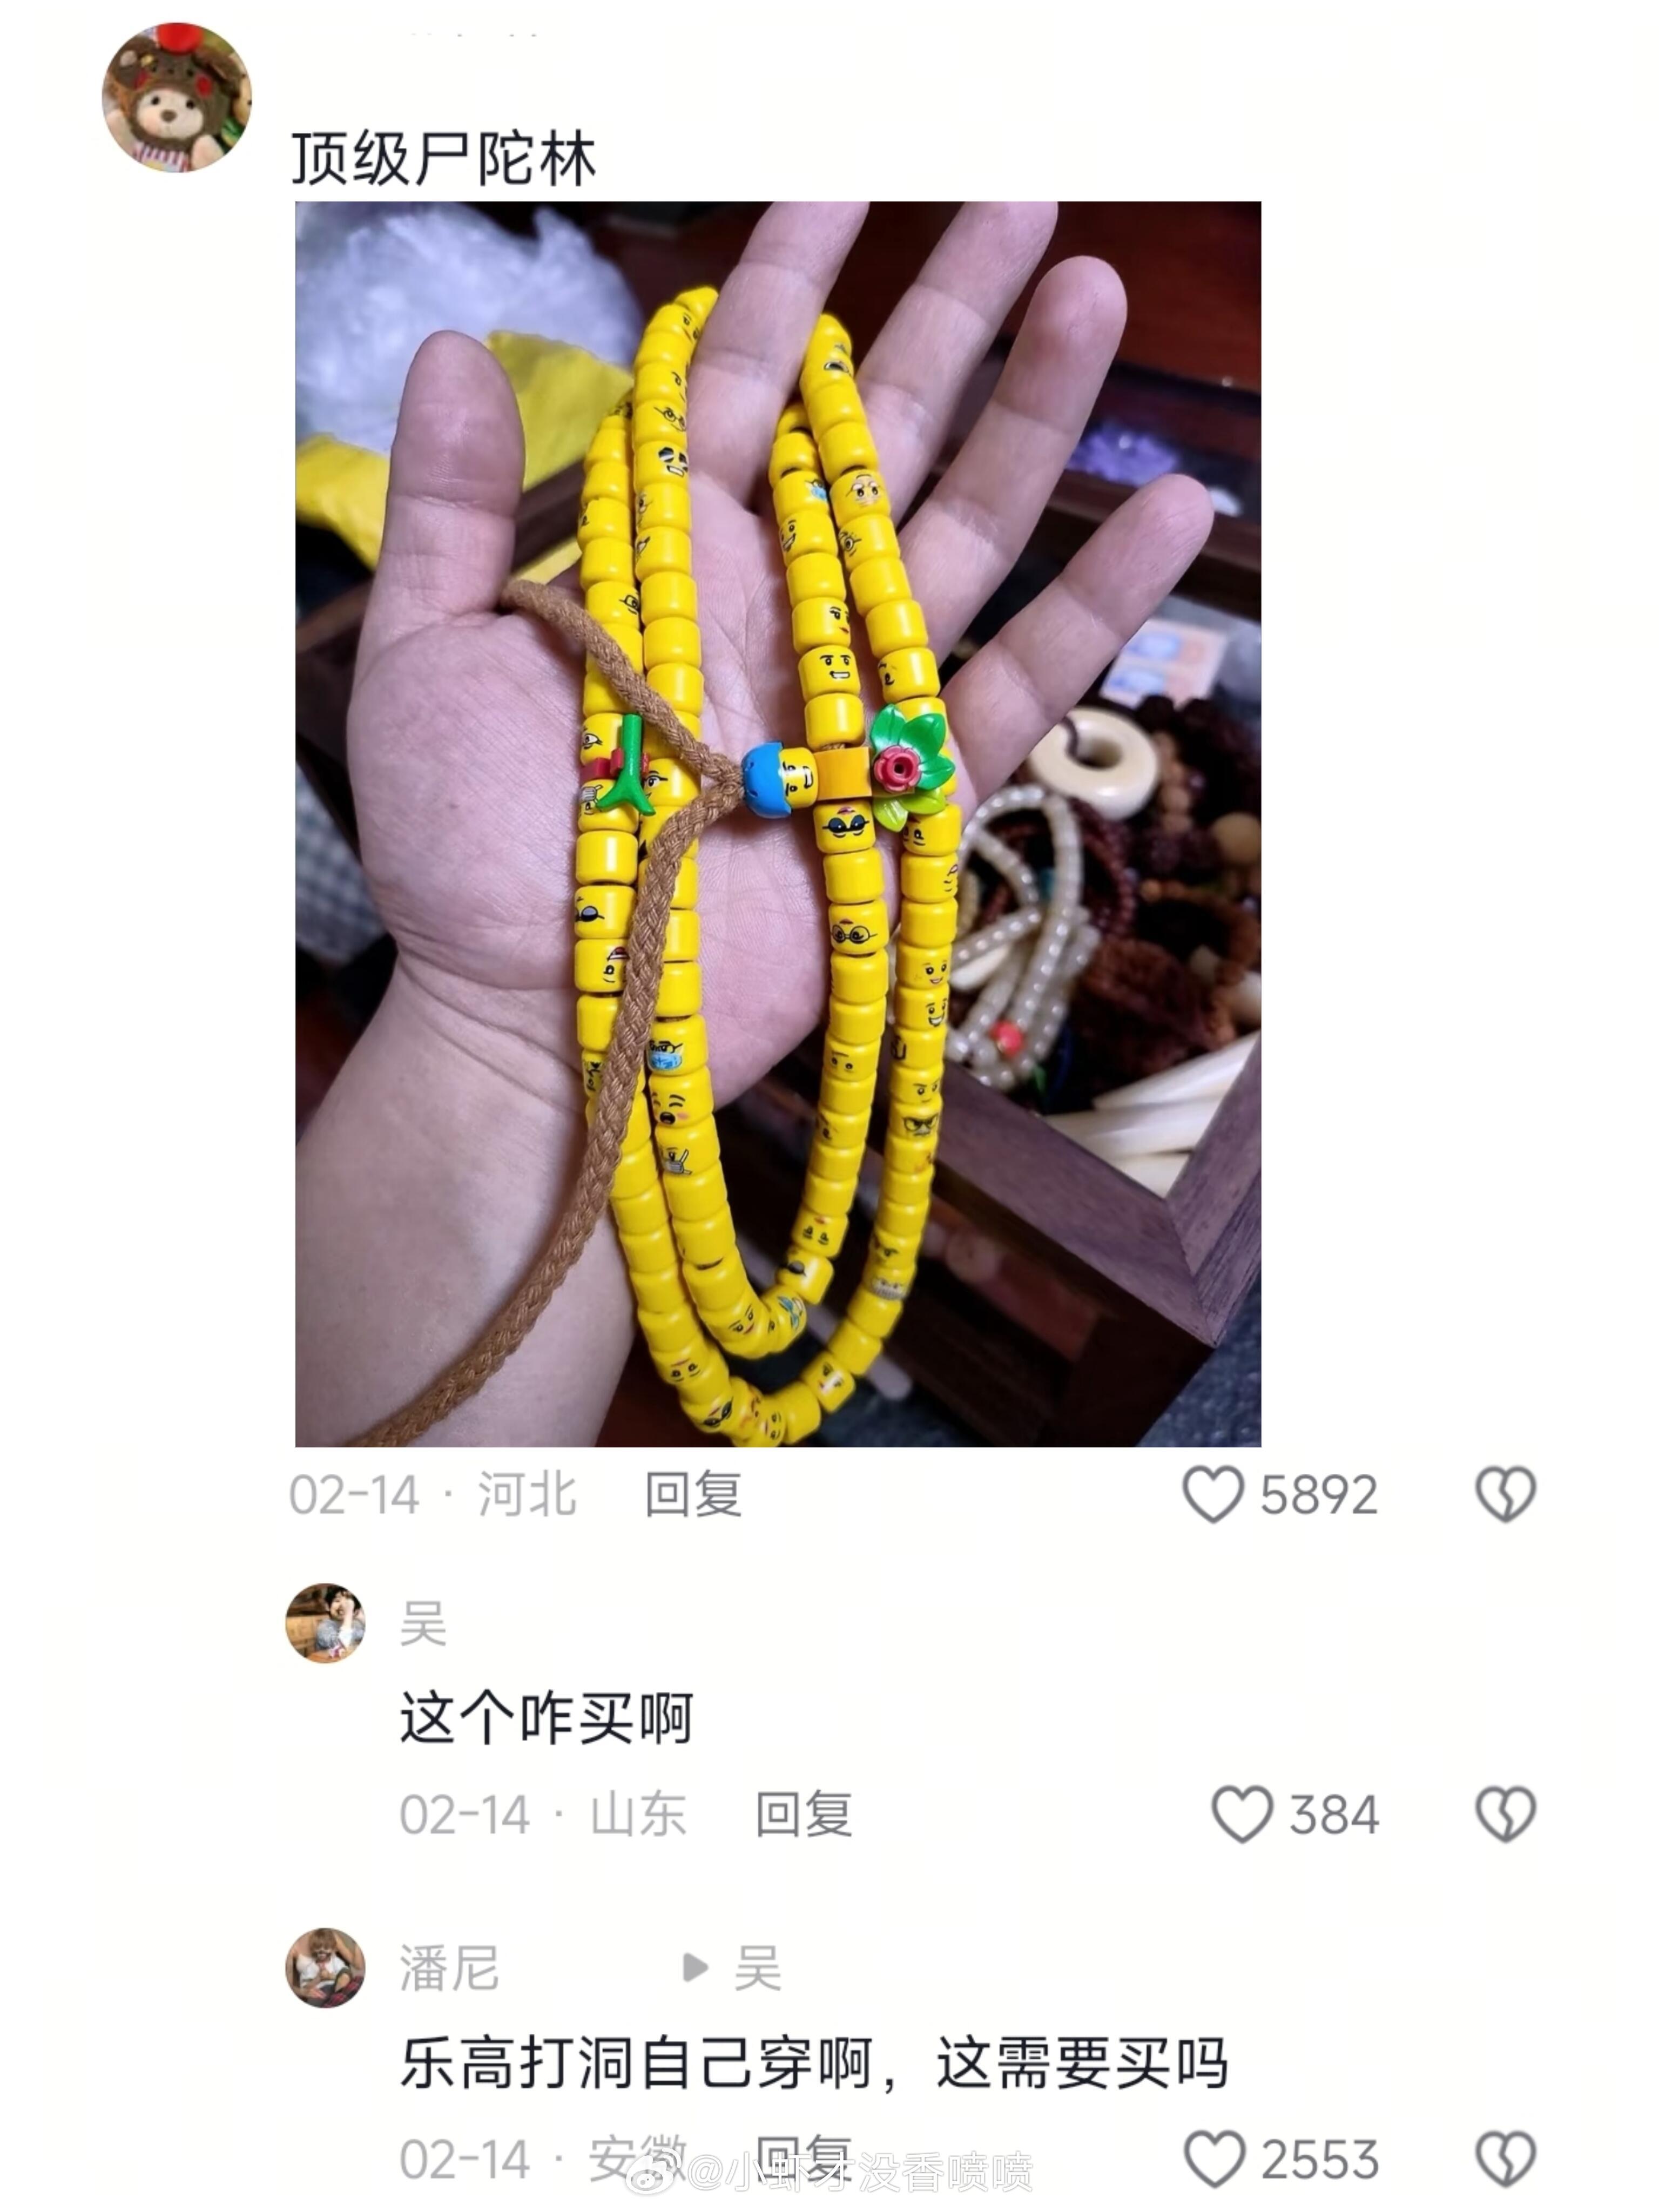 顶级尸陀林
02-14 · 河北 回复 5892
吴
这个咋买啊
02-14 · 山东 回复 384
潘尼 ▶ 吴
乐高打洞自己穿啊，这需要买吗
02-14 · 安徽 回复 2553
@小虾才没香喷喷